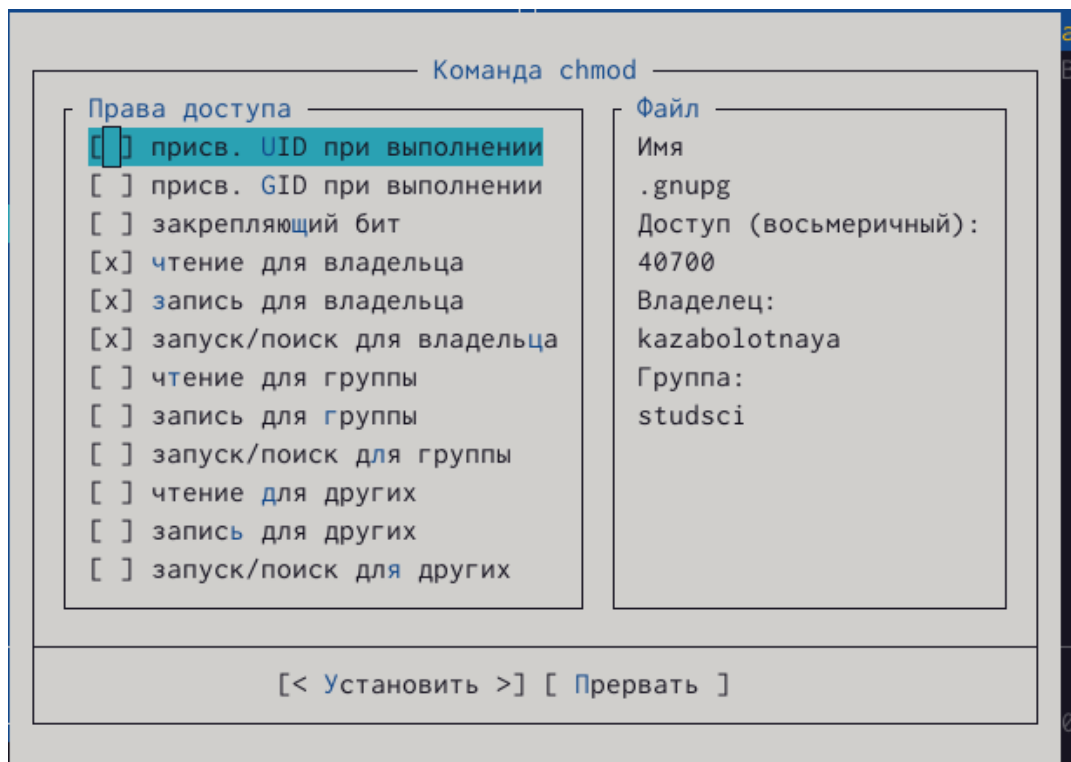 Команда chmod
Права доступа
[ ] присв. UID при выполнении
[ ] присв. GID при выполнении
[ ] закрепляющий бит
[x] чтение для владельца
[x] запись для владельца
[x] запуск/поиск для владельца
[ ] чтение для группы
[ ] запись для группы
[ ] запуск/поиск для группы
[ ] чтение для других
[ ] запись для других
[ ] запуск/поиск для других
Файл
Имя
.gnupg
Доступ (восьмеричный):
40700
Владелец:
kazabolotnaya
Группа:
studsci
[< Установить >] [ Прервать ]